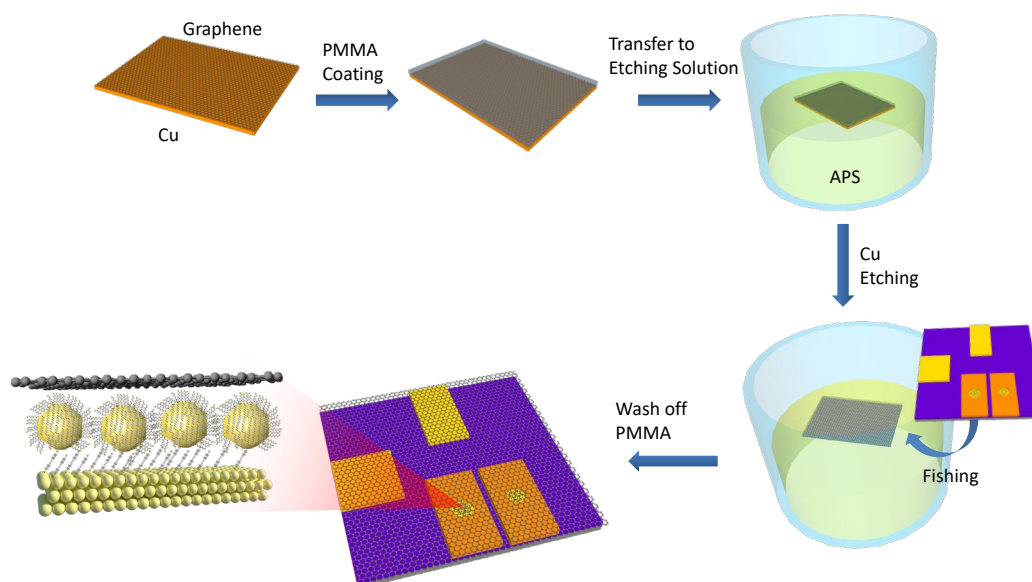 Graphene
Cu
PMMA
Coating
Transfer to
Etching Solution
APS
Cu
Etching
Fishing
Wash off
PMMA